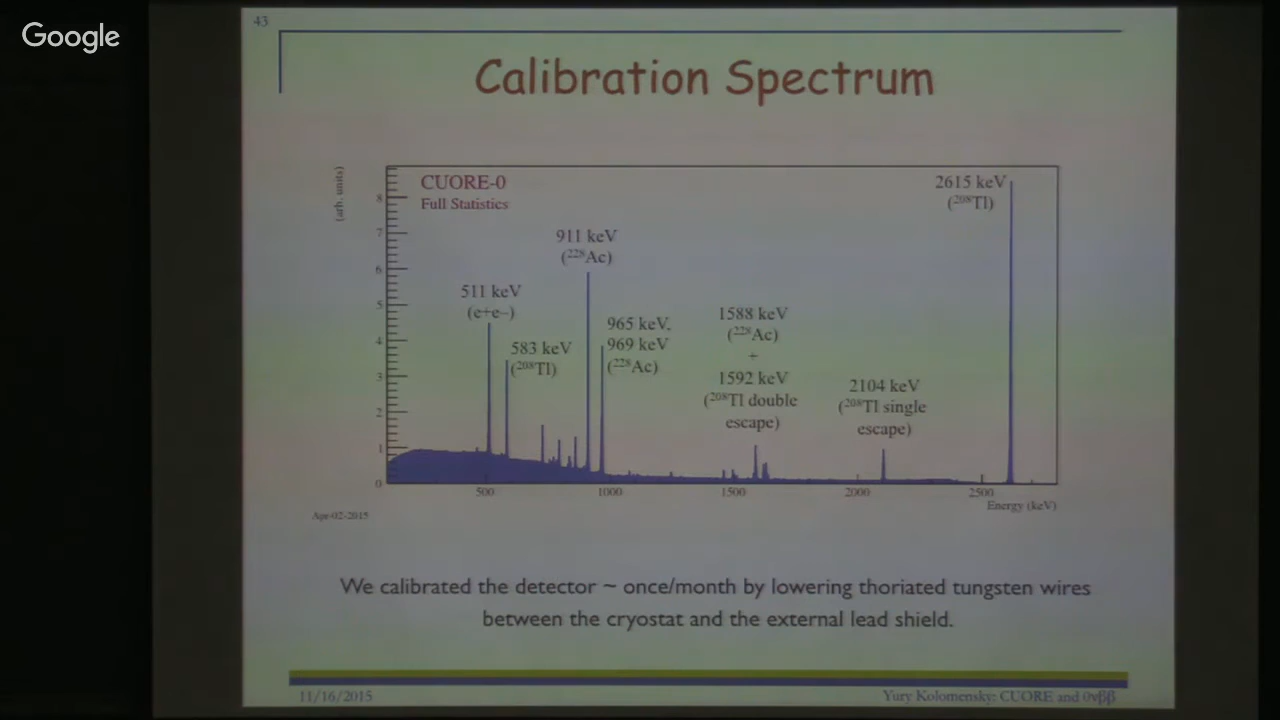 Google
43
Calibration Spectrum
(arb. units)
CUORE-0
Full Statistics
2615 keV
(²⁰⁸Tl)
911 keV
(²²⁸Ac)
511 keV
(e+e−)
583 keV
(²⁰⁸Tl)
965 keV,
969 keV
(²²⁸Ac)
1588 keV
(²²⁸Ac)
+
1592 keV
(²⁰⁸Tl double
escape)
2104 keV
(²⁰⁸Tl single
escape)
8
7
6
5
4
3
2
1
0
500 1000 1500 2000 2500
Energy (keV)
Apr-02-2015
We calibrated the detector ~ once/month by lowering thoriated tungsten wires
between the cryostat and the external lead shield.
11/16/2015 Yury Kolomensky: CUORE and 0νββ